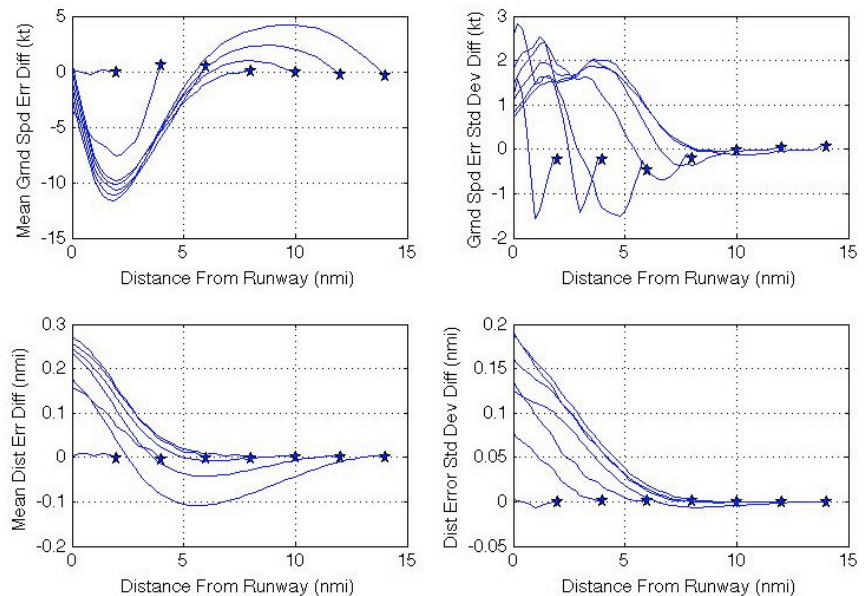 5
0
-5
-10
-15
Mean Grnd Spd Err Diff (kt)
0 5 10 15
Distance From Runway (nmi)
3
2
1
0
-1
-2
Grnd Spd Err Std Dev Diff (kt)
0 5 10 15
Distance From Runway (nmi)
0.3
0.2
0.1
0
-0.1
-0.2
Mean Dist Err Diff (nmi)
0 5 10 15
Distance From Runway (nmi)
0.2
0.15
0.1
0.05
0
-0.05
Dist Error Std Dev Diff (nmi)
0 5 10 15
Distance From Runway (nmi)